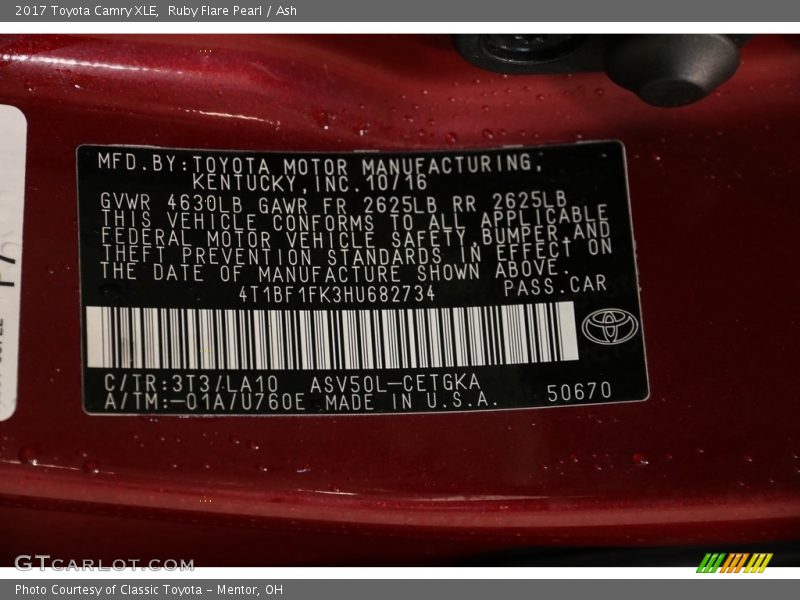 2017 Toyota Camry XLE,  Ruby Flare Pearl / Ash
MFD.BY:TOYOTA MOTOR MANUFACTURING,
KENTUCKY,INC.10/16
GVWR 4630LB GAWR FR 2625LB RR 2625LB
THIS VEHICLE CONFORMS TO ALL APPLICABLE
FEDERAL MOTOR VEHICLE SAFETY,BUMPER AND
THEFT PREVENTION STANDARDS IN EFFECT ON
THE DATE OF MANUFACTURE SHOWN ABOVE.
4T1BF1FK3HU682734 PASS.CAR
C/TR:3T3/LA10 ASV50L-CETGKA
A/TM:-01A/U760E MADE IN U.S.A. 50670
GTCARLOT.COM
Photo Courtesy of Classic Toyota - Mentor, OH